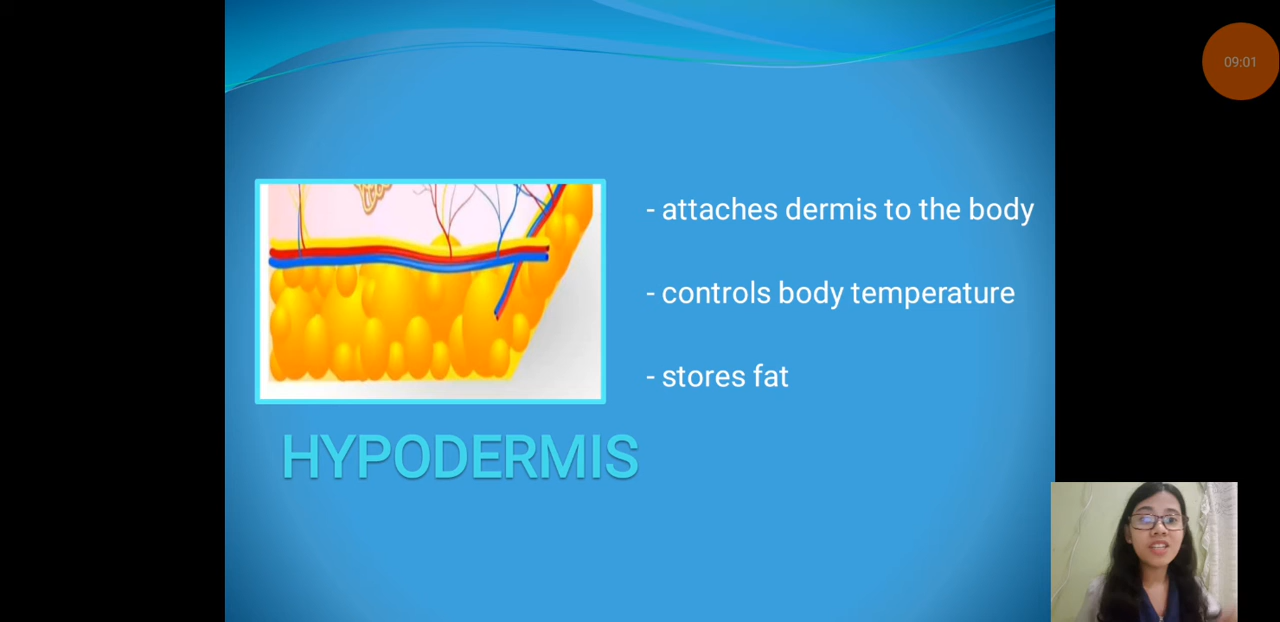 09:01
- attaches dermis to the body
- controls body temperature
- stores fat
HYPODERMIS